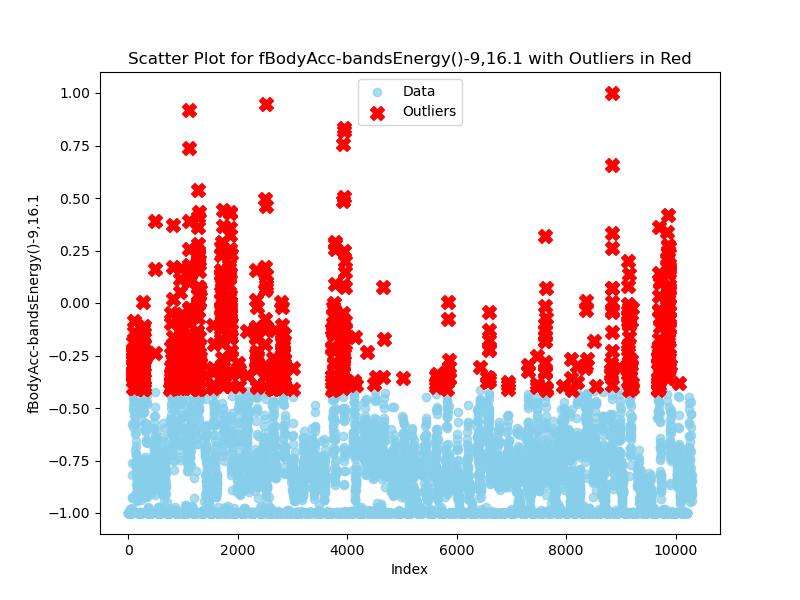 Scatter Plot for fBodyAcc-bandsEnergy()-9,16.1 with Outliers in Red
Data
Outliers
1.00
0.75
0.50
0.25
0.00
−0.25
−0.50
−0.75
−1.00
fBodyAcc-bandsEnergy()-9,16.1
0 2000 4000 6000 8000 10000
Index